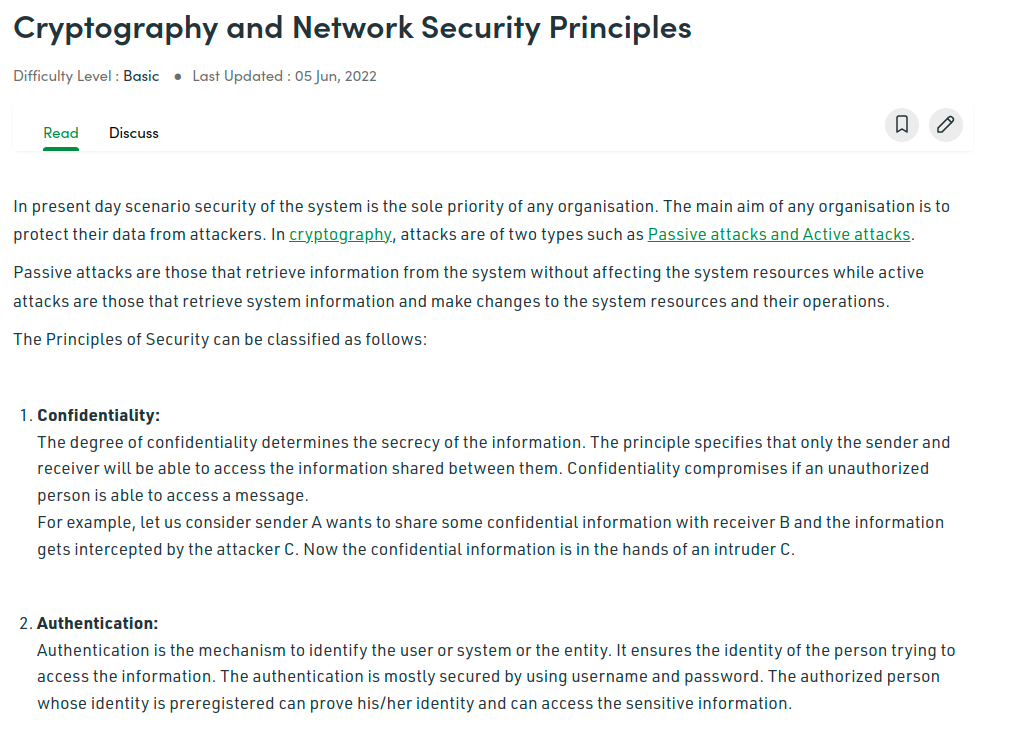 Cryptography and Network Security Principles
Difficulty Level : Basic ● Last Updated : 05 Jun, 2022
Read Discuss
In present day scenario security of the system is the sole priority of any organisation. The main aim of any organisation is to
protect their data from attackers. In cryptography, attacks are of two types such as Passive attacks and Active attacks.
Passive attacks are those that retrieve information from the system without affecting the system resources while active
attacks are those that retrieve system information and make changes to the system resources and their operations.
The Principles of Security can be classified as follows:
1. Confidentiality:
The degree of confidentiality determines the secrecy of the information. The principle specifies that only the sender and
receiver will be able to access the information shared between them. Confidentiality compromises if an unauthorized
person is able to access a message.
For example, let us consider sender A wants to share some confidential information with receiver B and the information
gets intercepted by the attacker C. Now the confidential information is in the hands of an intruder C.
2. Authentication:
Authentication is the mechanism to identify the user or system or the entity. It ensures the identity of the person trying to
access the information. The authentication is mostly secured by using username and password. The authorized person
whose identity is preregistered can prove his/her identity and can access the sensitive information.